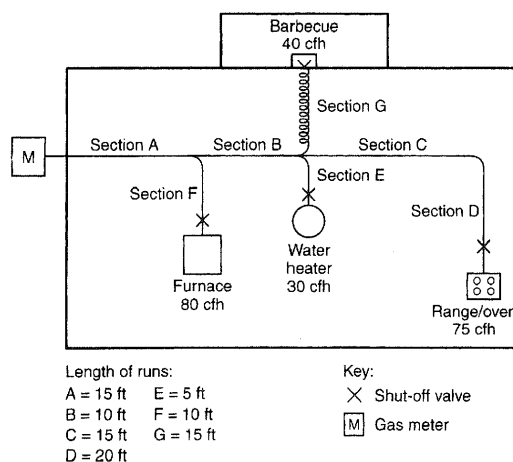 Barbecue
40 cfh
Section G
Section A
Section B
Section C
M
Section E
Section F
Section D
Water
heater
30 cfh
Furnace
80 cfh
Range/oven
75 cfh
Length of runs:
A = 15 ft E = 5 ft
B = 10 ft F = 10 ft
C = 15 ft G = 15 ft
D = 20 ft
Key:
Shut-off valve
M Gas meter